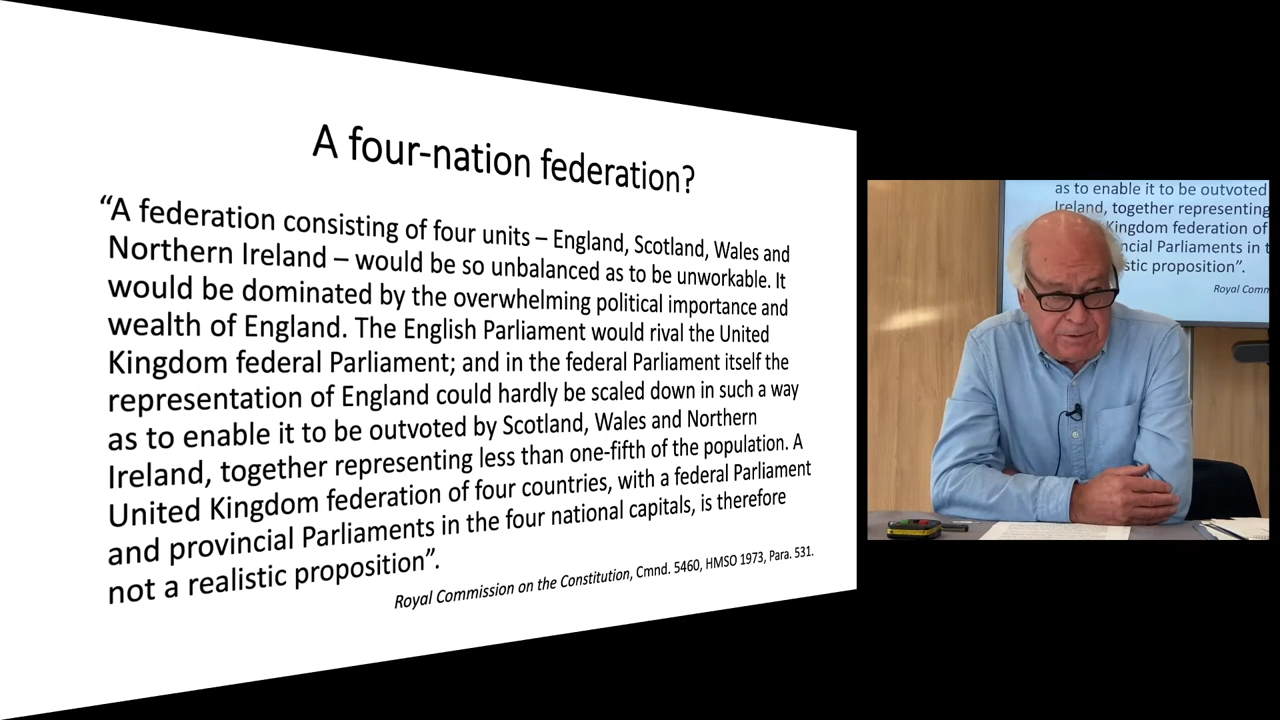 A four-nation federation?
“A federation consisting of four units – England, Scotland, Wales and
Northern Ireland – would be so unbalanced as to be unworkable. It
would be dominated by the overwhelming political importance and
wealth of England. The English Parliament would rival the United
Kingdom federal Parliament; and in the federal Parliament itself the
representation of England could hardly be scaled down in such a way
as to enable it to be outvoted by Scotland, Wales and Northern
Ireland, together representing less than one-fifth of the population. A
United Kingdom federation of four countries, with a federal Parliament
and provincial Parliaments in the four national capitals, is therefore
not a realistic proposition”.
Royal Commission on the Constitution, Cmnd. 5460, HMSO 1973, Para. 531.
as to enable it to be outvoted
Ireland, together representing
Kingdom federation of
Parliaments in
proposition”.
Royal